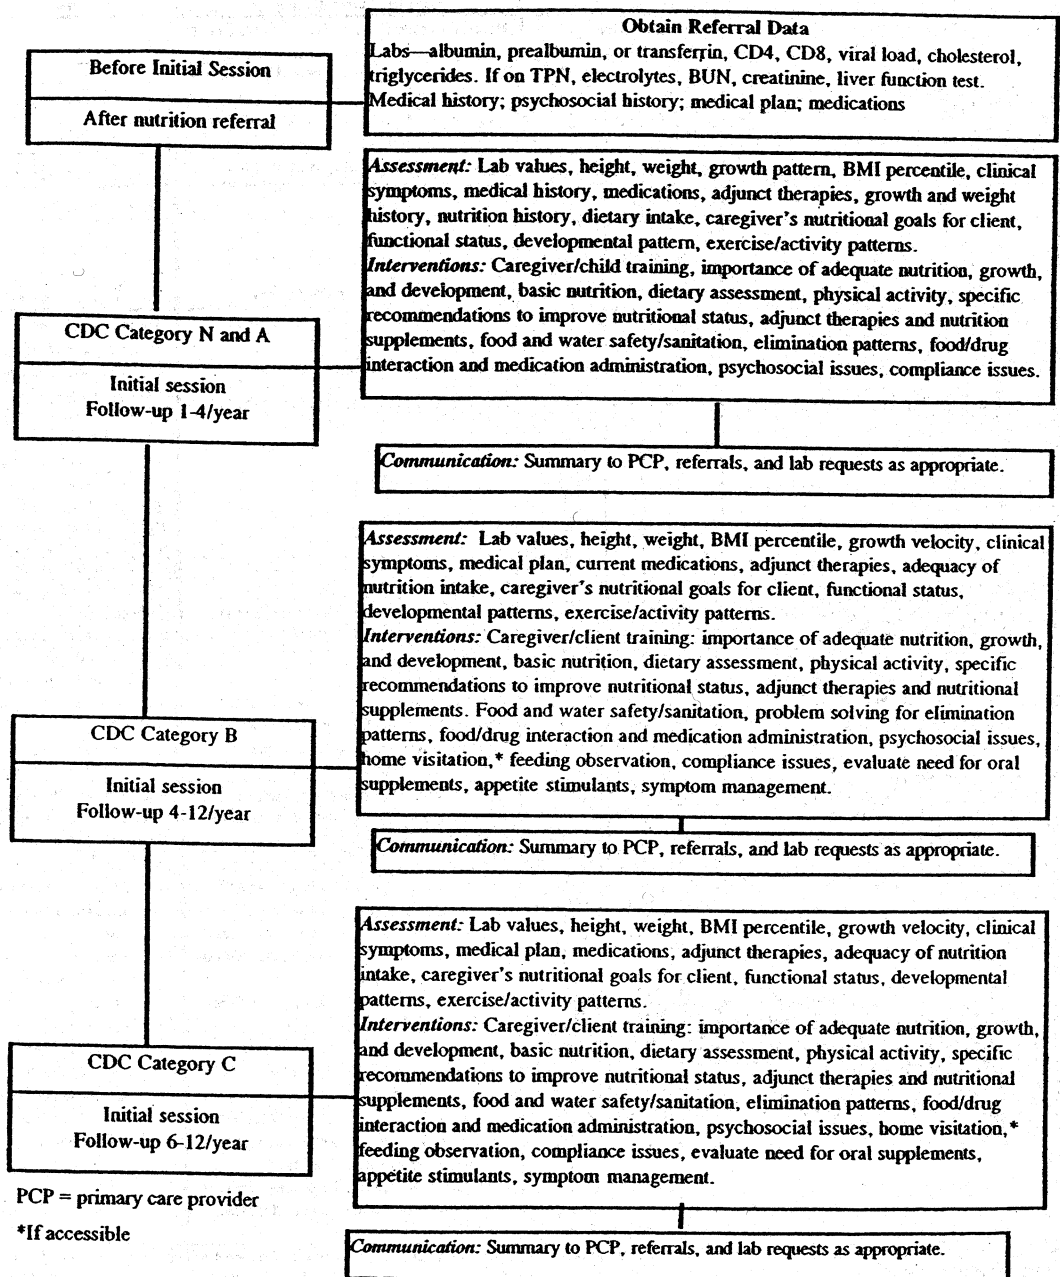 Obtain Referral Data
Labs—albumin, prealbumin, or transferrin, CD4, CD8, viral load, cholesterol,
triglycerides. If on TPN, electrolytes, BUN, creatinine, liver function test.
Medical history; psychosocial history; medical plan; medications
Before Initial Session
After nutrition referral
Assessment: Lab values, height, weight, growth pattern, BMI percentile, clinical
symptoms, medical history, medications, adjunct therapies, growth and weight
history, nutrition history, dietary intake, caregiver's nutritional goals for client,
functional status, developmental pattern, exercise/activity patterns.
Interventions: Caregiver/child training, importance of adequate nutrition, growth,
and development, basic nutrition, dietary assessment, physical activity, specific
recommendations to improve nutritional status, adjunct therapies and nutrition
supplements, food and water safety/sanitation, elimination patterns, food/drug
interaction and medication administration, psychosocial issues, compliance issues.
CDC Category N and A
Initial session
Follow-up 1-4/year
Communication: Summary to PCP, referrals, and lab requests as appropriate.
Assessment: Lab values, height, weight, BMI percentile, growth velocity, clinical
symptoms, medical plan, current medications, adjunct therapies, adequacy of
nutrition intake, caregiver's nutritional goals for client, functional status,
developmental patterns, exercise/activity patterns.
Interventions: Caregiver/client training: importance of adequate nutrition, growth,
and development, basic nutrition, dietary assessment, physical activity, specific
recommendations to improve nutritional status, adjunct therapies and nutritional
supplements. Food and water safety/sanitation, problem solving for elimination
patterns, food/drug interaction and medication administration, psychosocial issues,
home visitation,* feeding observation, compliance issues, evaluate need for oral
supplements, appetite stimulants, symptom management.
CDC Category B
Initial session
Follow-up 4-12/year
Communication: Summary to PCP, referrals, and lab requests as appropriate.
Assessment: Lab values, height, weight, BMI percentile, growth velocity, clinical
symptoms, medical plan, medications, adjunct therapies, adequacy of nutrition
intake, caregiver's nutritional goals for client, functional status, developmental
patterns, exercise/activity patterns.
Interventions: Caregiver/client training: importance of adequate nutrition, growth,
and development, basic nutrition, dietary assessment, physical activity, specific
recommendations to improve nutritional status, adjunct therapies and nutritional
supplements, food and water safety/sanitation, elimination patterns, food/drug
interaction and medication administration, psychosocial issues, home visitation,*
feeding observation, compliance issues, evaluate need for oral supplements,
appetite stimulants, symptom management.
CDC Category C
Initial session
Follow-up 6-12/year
PCP = primary care provider
*If accessible
Communication: Summary to PCP, referrals, and lab requests as appropriate.